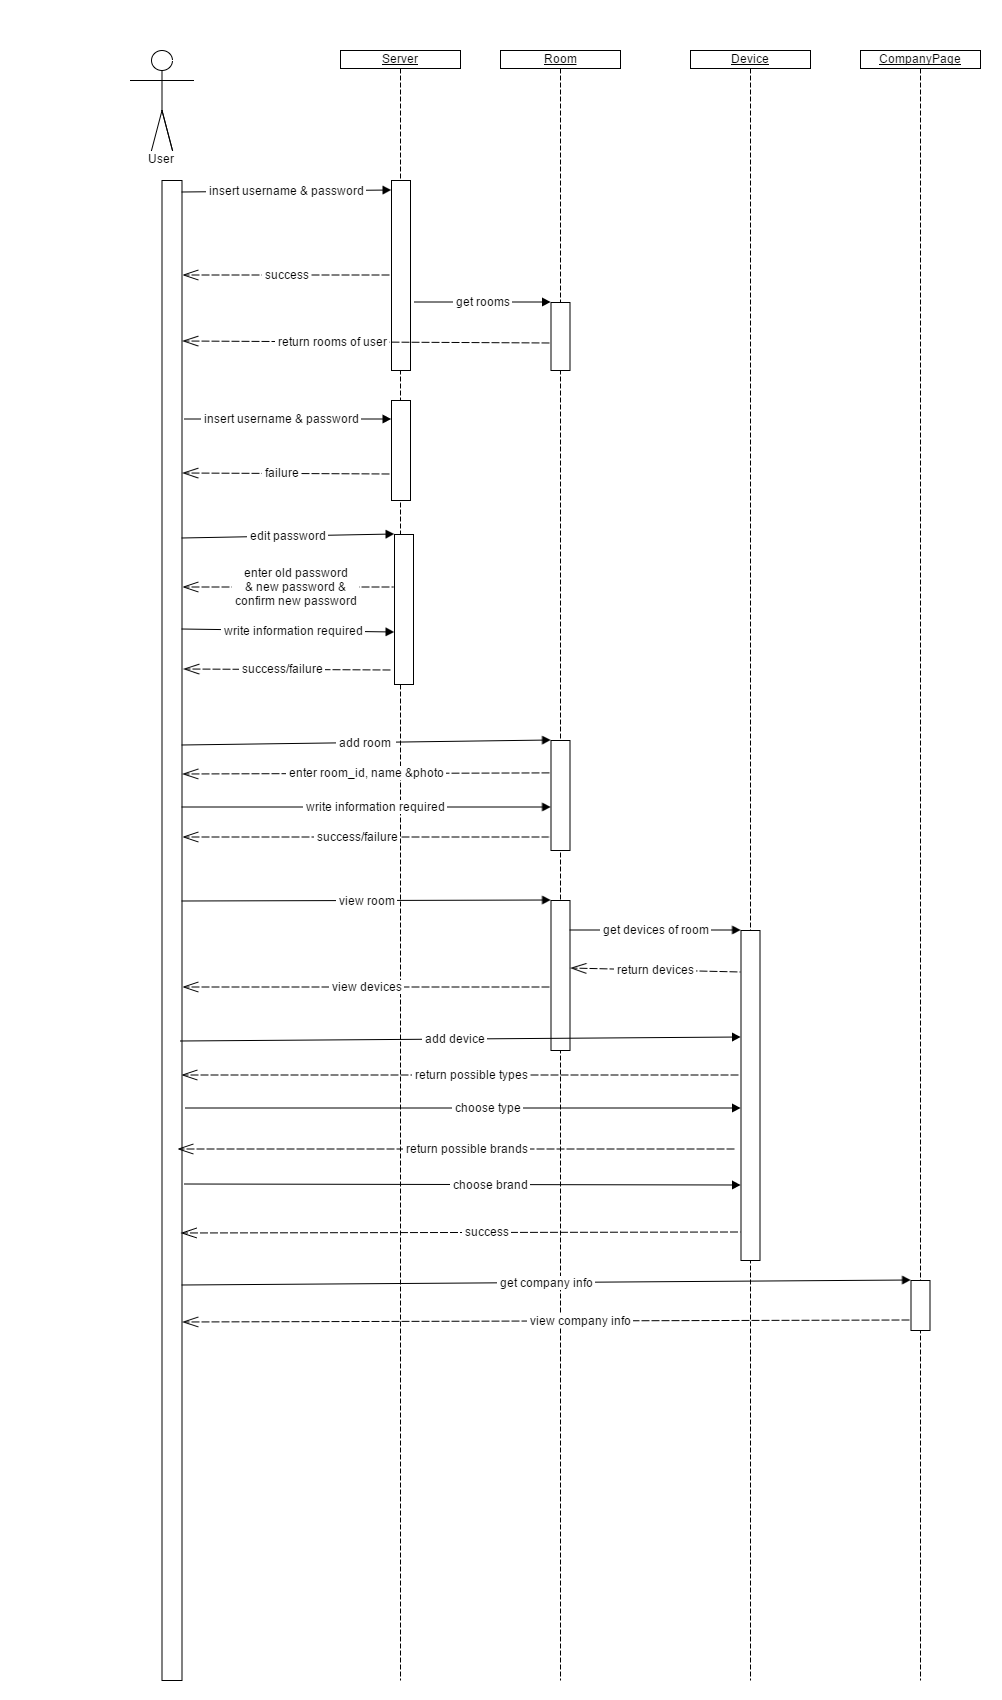 Server
Room
Device
CompanyPage
User
insert username & password
success
get rooms
return rooms of user
insert username & password
failure
edit password
enter old password
& new password &
confirm new password
write information required
success/failure
add room
enter room_id, name &photo
write information required
success/failure
view room
get devices of room
return devices
view devices
add device
return possible types
choose type
return possible brands
choose brand
success
get company info
view company info